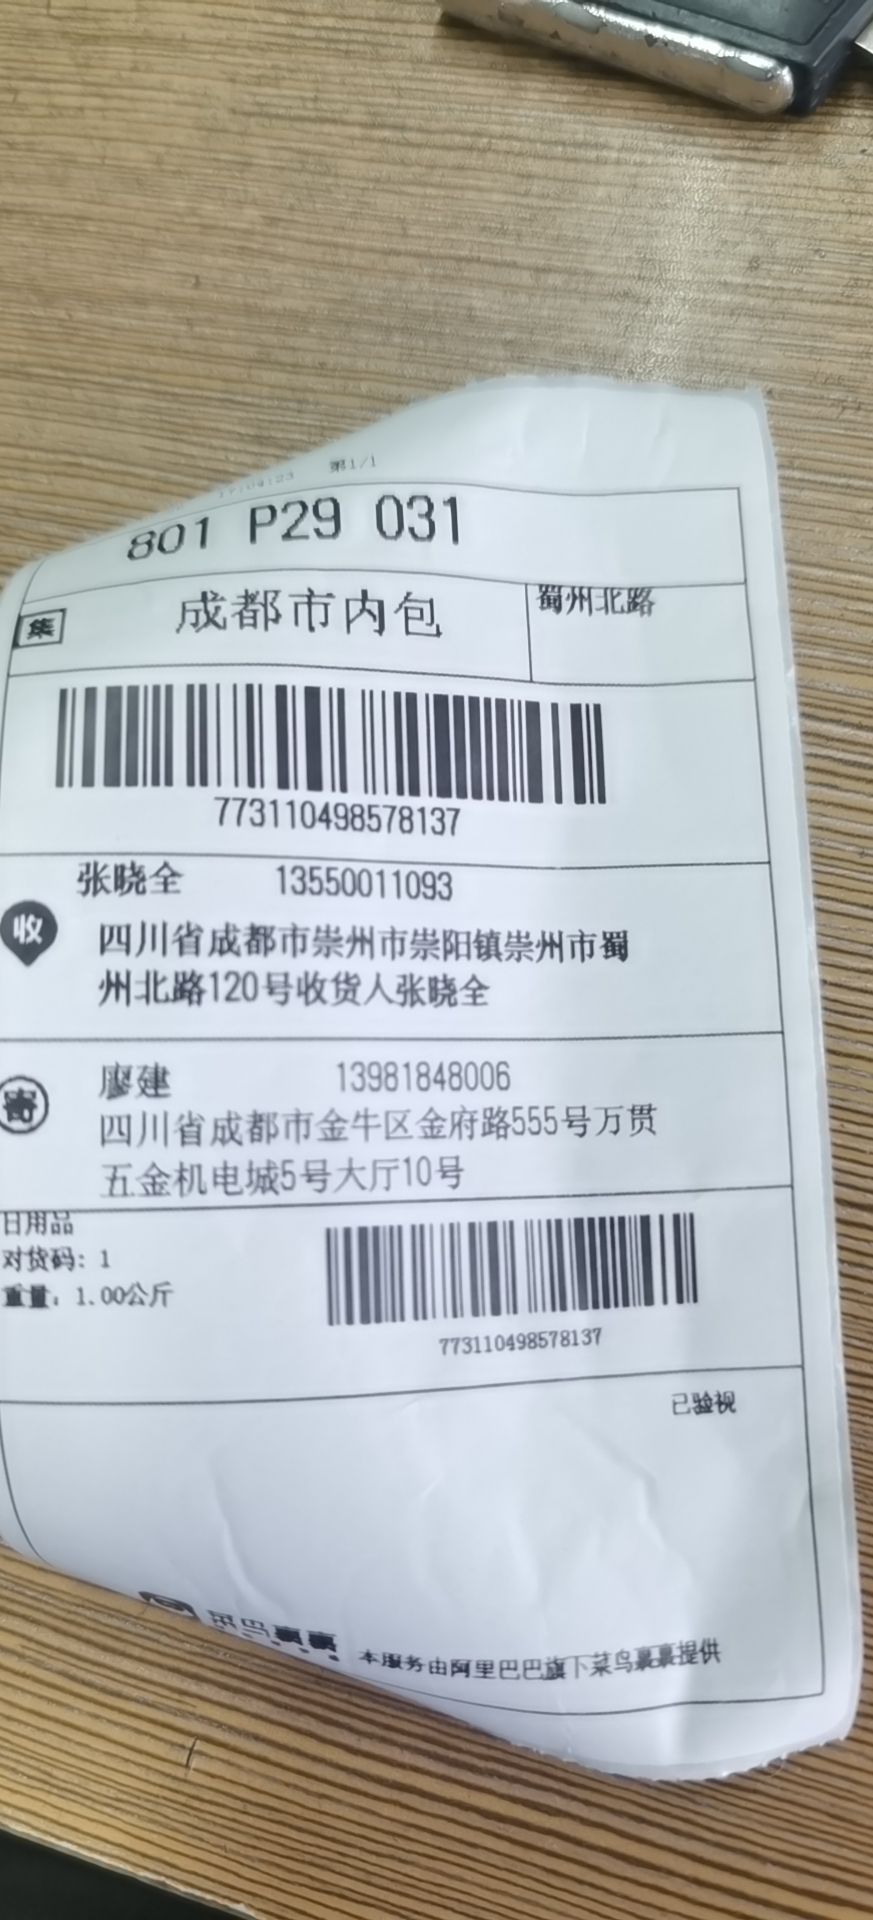 第1/1
801 P29 031
集
成都市内包
蜀州北路
773110498578137
张晓全 13550011093
收
四川省成都市崇州市崇阳镇崇州市蜀
州北路120号收货人张晓全
廖建 13981848006
寄
四川省成都市金牛区金府路555号万贯
五金机电城5号大厅10号
日用品
对货码：1
重量：1.00公斤
773110498578137
已验视
本服务由阿里巴巴旗下菜鸟裹裹提供